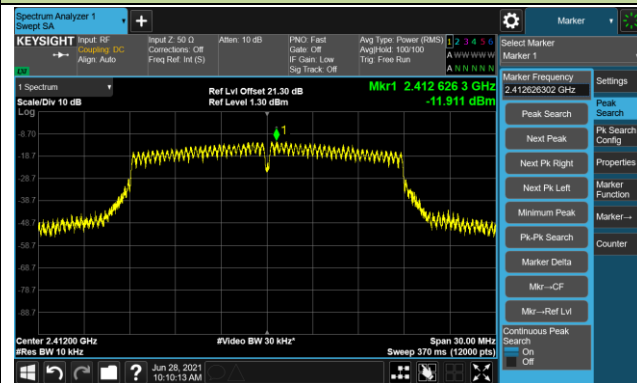 Spectrum Analyzer 1
Swept SA
+
Marker
KEYSIGHT
Input: RF
Coupling: DC
Align: Auto
Input Z: 50 Ω
Corrections: Off
Freq Ref: Int (S)
Atten: 10 dB
PNO: Fast
Gate: Off
IF Gain: Low
Sig Track: Off
Avg Type: Power (RMS)
Avg|Hold: 100/100
Trig: Free Run
1 2 3 4 5 6
A W W W W W
A N N N N N
LXI
Select Marker
Marker 1
1 Spectrum
Scale/Div 10 dB
Log
Ref Lvl Offset 21.30 dB
Ref Level 1.30 dBm
Mkr1 2.412 626 3 GHz
-11.911 dBm
1
-8.70
-18.7
-28.7
-38.7
-48.7
-58.7
-68.7
-78.7
-88.7
Center 2.41200 GHz
#Res BW 10 kHz
#Video BW 30 kHz*
Span 30.00 MHz
Sweep 370 ms (12000 pts)
Marker Frequency
2.412626302 GHz
Peak Search
Next Peak
Next Pk Right
Next Pk Left
Minimum Peak
Pk-Pk Search
Marker Delta
Mkr→CF
Mkr→Ref Lvl
Continuous Peak
Search
On
Off
Settings
Peak
Search
Pk Search
Config
Properties
Marker
Function
Marker→
Counter
?
Jun 28, 2021
10:10:13 AM